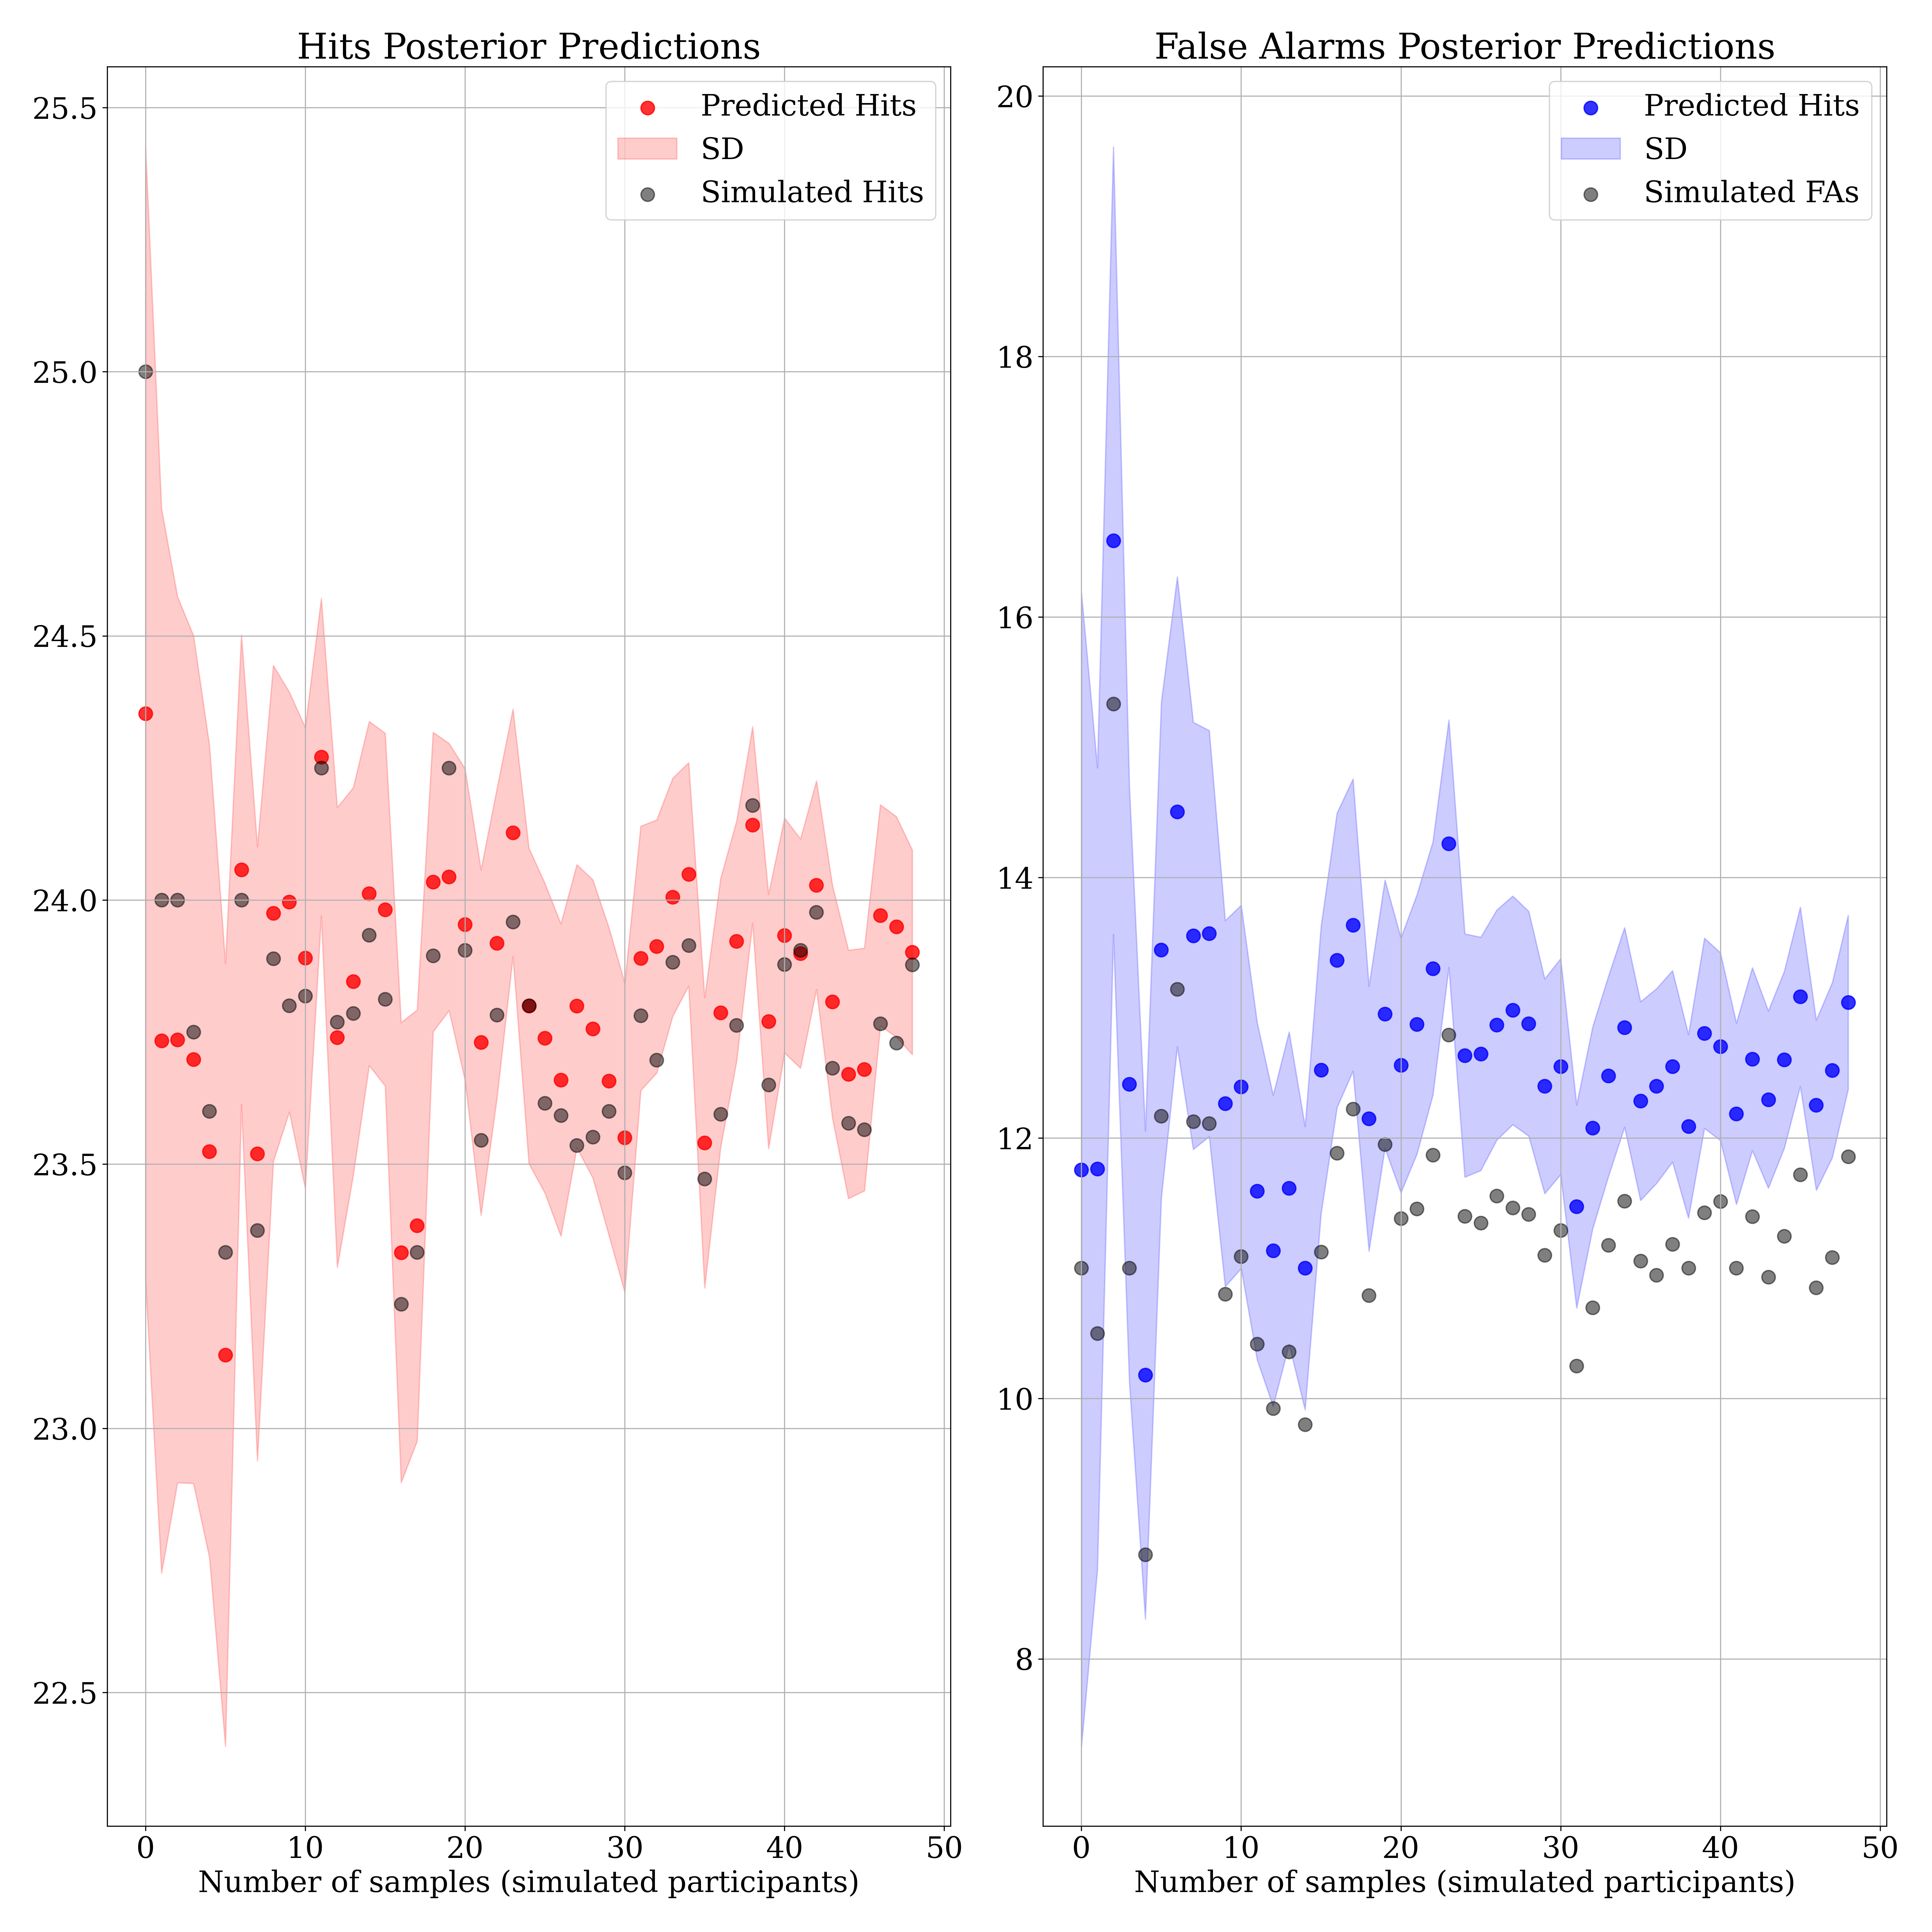 Hits Posterior Predictions
25.5
25.0
24.5
24.0
23.5
23.0
22.5
Predicted Hits
SD
Simulated Hits
0 10 20 30 40 50
Number of samples (simulated participants)
False Alarms Posterior Predictions
20
18
16
14
12
10
8
Predicted Hits
SD
Simulated FAs
0 10 20 30 40 50
Number of samples (simulated participants)